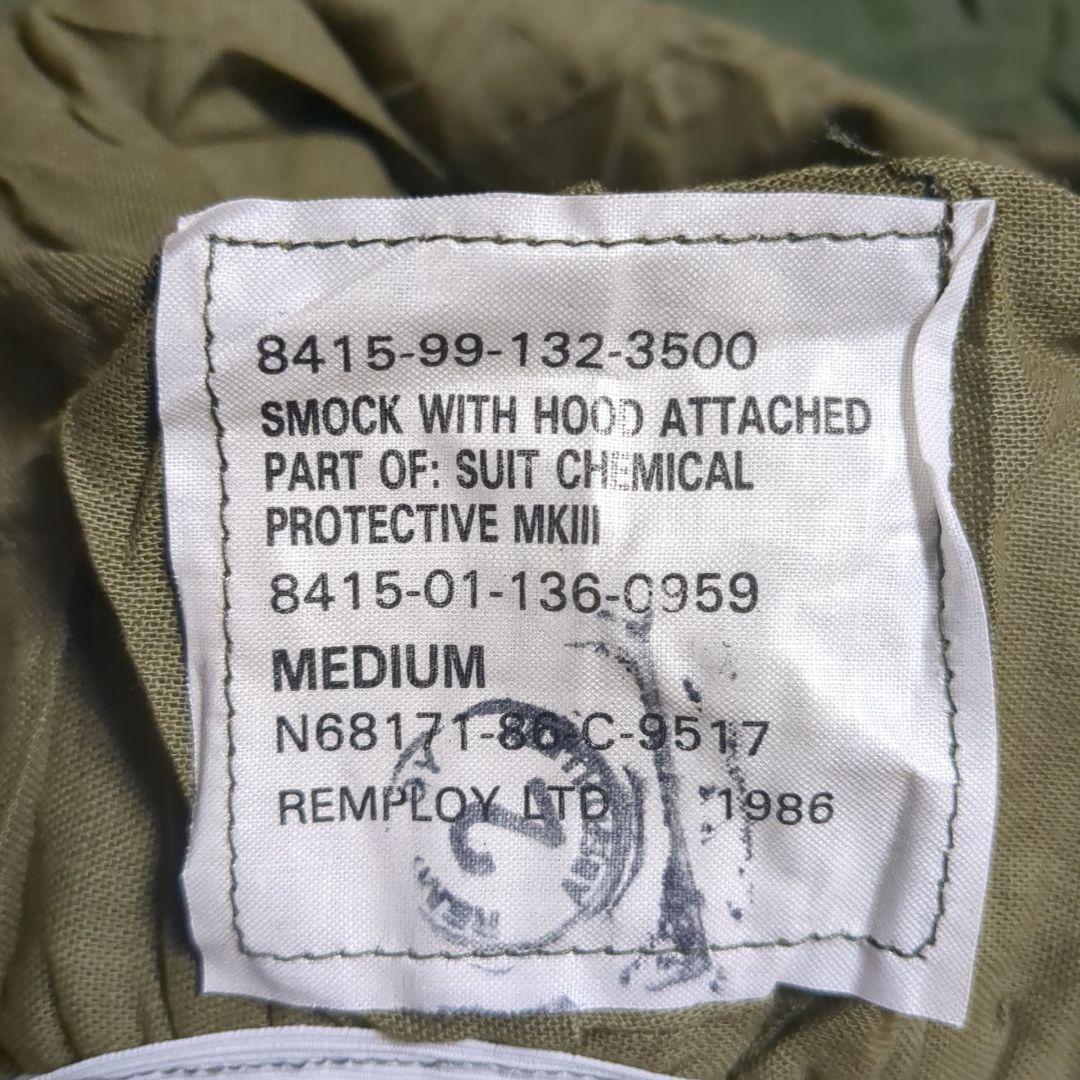 8415-99-132-3500
SMOCK WITH HOOD ATTACHED
PART OF: SUIT CHEMICAL
PROTECTIVE MKIII
8415-01-136-0959
MEDIUM
N68171-86-C-9517
REMPLOY LTD 1986
2